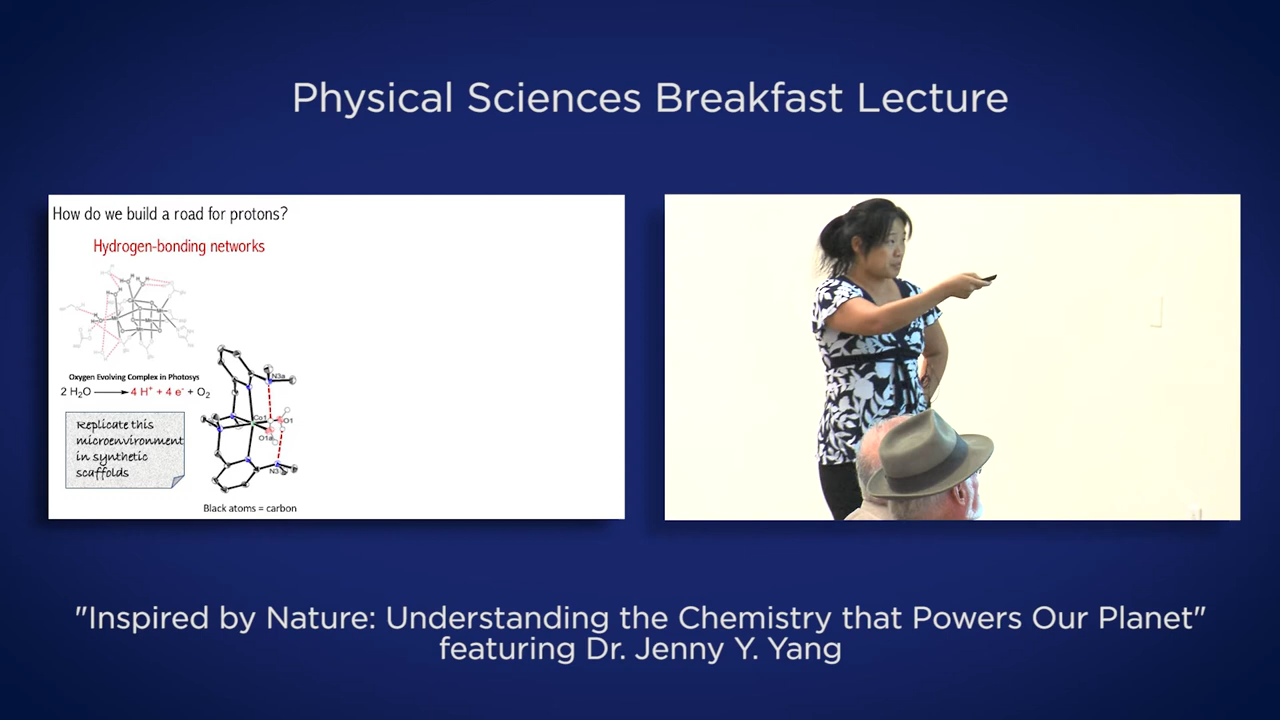 Physical Sciences Breakfast Lecture
How do we build a road for protons?
Hydrogen-bonding networks
Oxygen Evolving Complex in Photosys
2 H₂O → 4 H⁺ + 4 e⁻ + O₂
Replicate this
microenvironment
in synthetic
scaffolds
N3a
Co1
O1
O1a
N3
Black atoms = carbon
"Inspired by Nature: Understanding the Chemistry that Powers Our Planet"
featuring Dr. Jenny Y. Yang